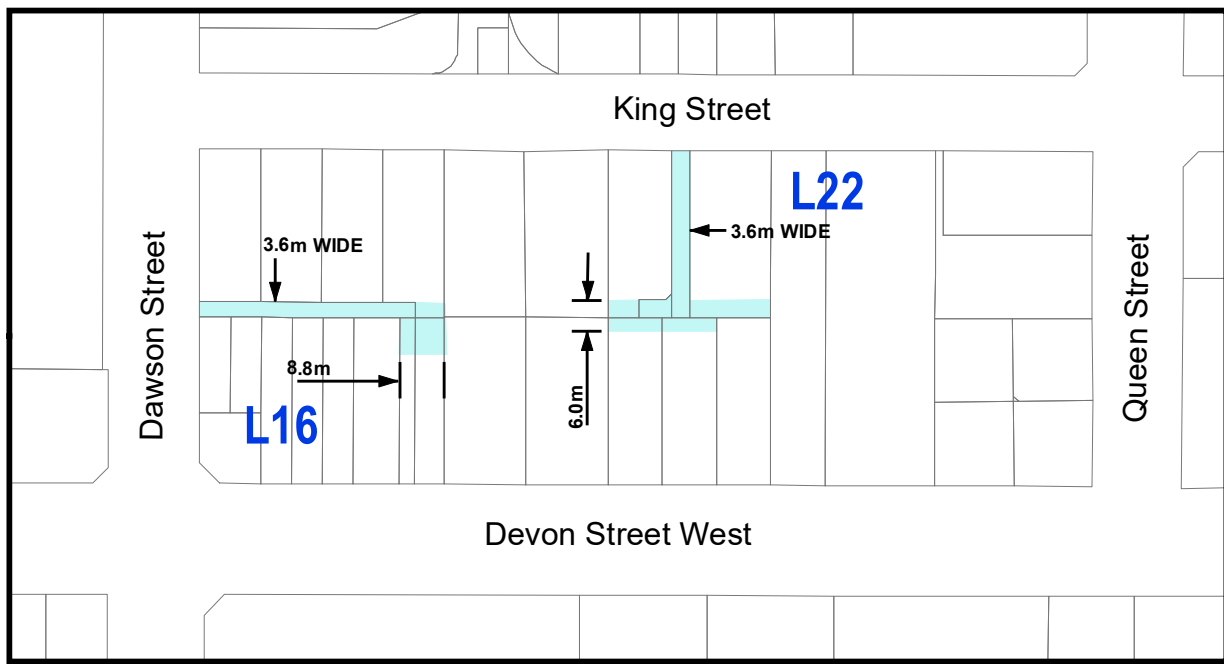 King Street
L22
3.6m WIDE
3.6m WIDE
Dawson Street
Queen Street
8.8m
6.0m
L16
Devon Street West